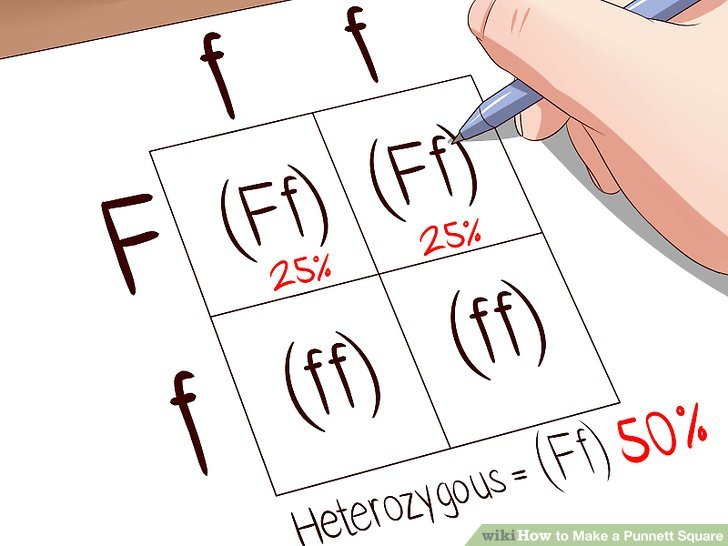 f f
F (Ff) (Ff)
25% 25%
f (ff) (ff)
Heterozygous = (Ff) 50%
wikiHow to Make a Punnett Square